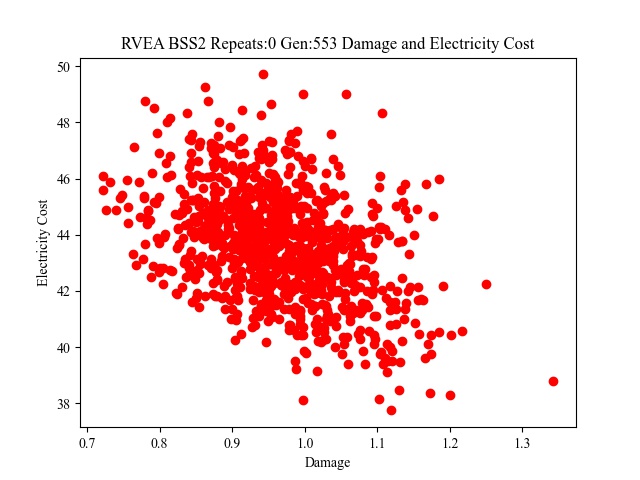 RVEA BSS2 Repeats:0 Gen:553 Damage and Electricity Cost
50
48
46
44
42
40
38
Electricity Cost
0.7 0.8 0.9 1.0 1.1 1.2 1.3
Damage